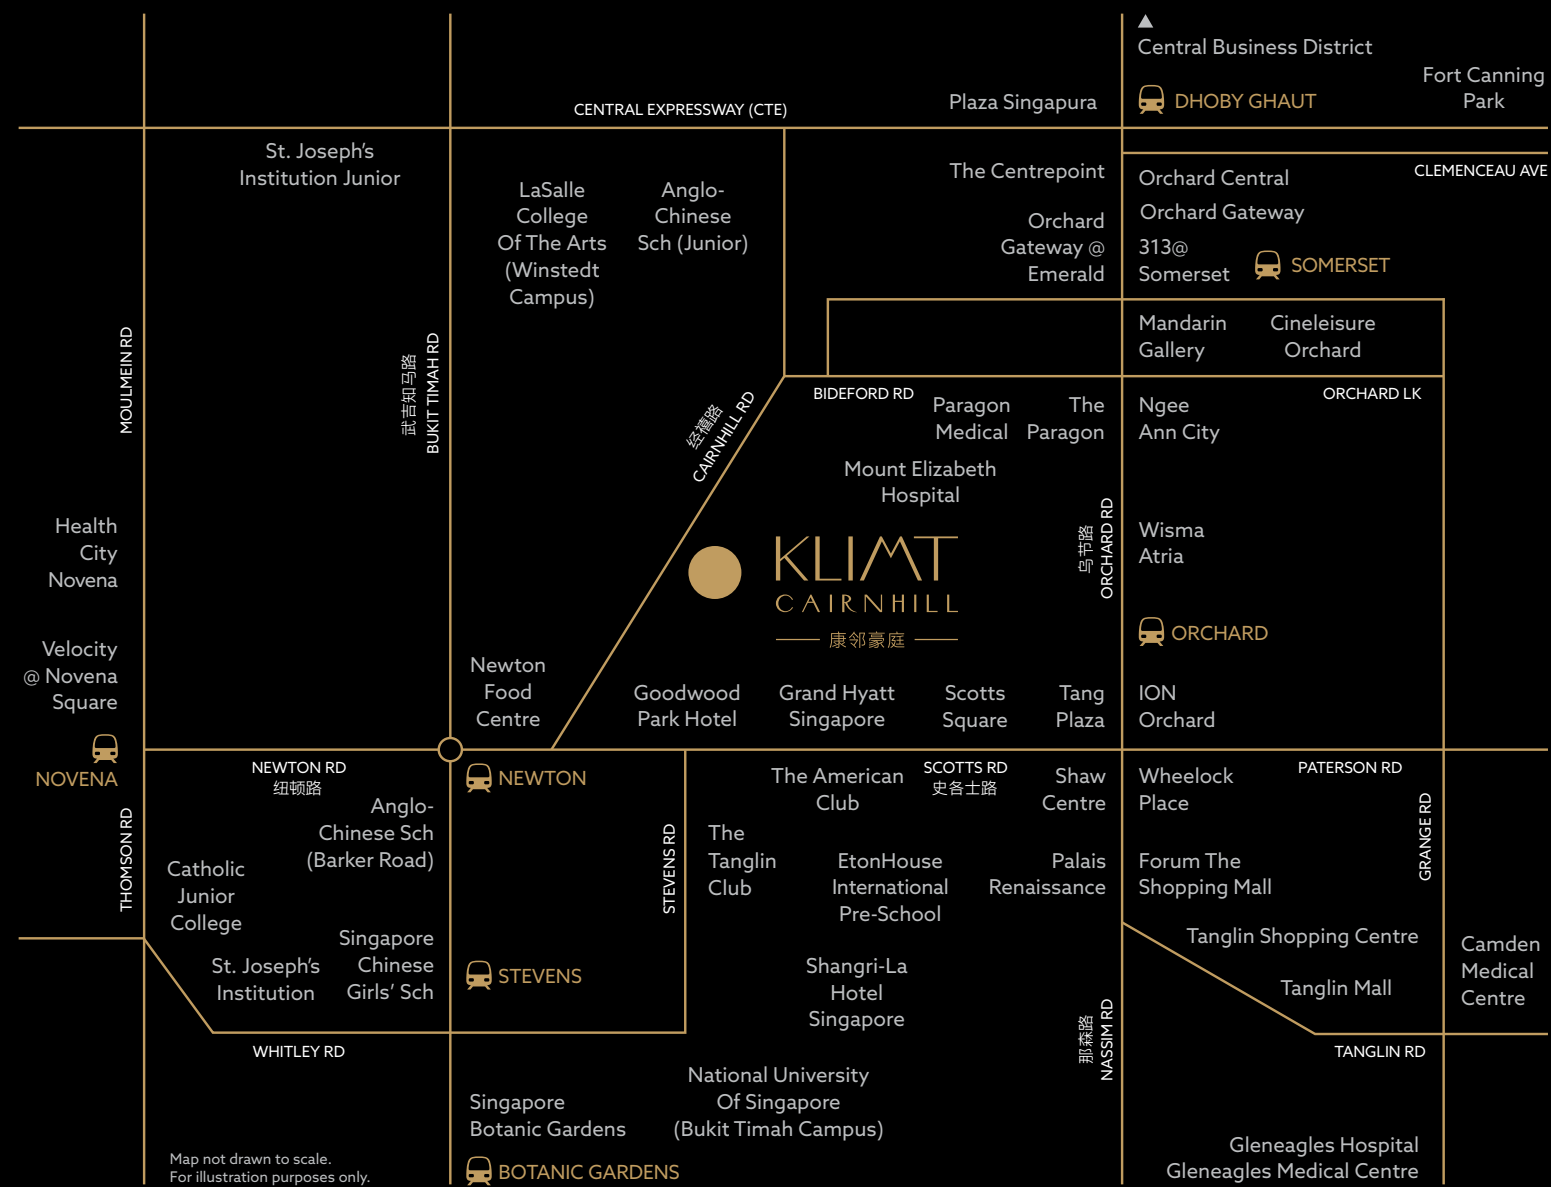 Central Business District
Fort Canning
Park
Plaza Singapura
DHOBY GHAUT
CENTRAL EXPRESSWAY (CTE)
St. Joseph's
Institution Junior
LaSalle
College
Of The Arts
(Winstedt
Campus)
Anglo-
Chinese
Sch (Junior)
The Centrepoint
Orchard
Gateway @
Emerald
CLEMENCEAU AVE
Orchard Central
Orchard Gateway
313@
Somerset
SOMERSET
Mandarin
Gallery
Cineleisure
Orchard
MOULMEIN RD
武吉知马路
BUKIT TIMAH RD
经禧路
CAIRNHILL RD
BIDEFORD RD
ORCHARD LK
Paragon
Medical
The
Paragon
Ngee
Ann City
Mount Elizabeth
Hospital
乌节路
ORCHARD RD
Wisma
Atria
Health
City
Novena
KLIMT
CAIRNHILL
康邻豪庭
ORCHARD
Velocity
@ Novena
Square
Newton
Food
Centre
Goodwood
Park Hotel
Grand Hyatt
Singapore
Scotts
Square
Tang
Plaza
ION
Orchard
NOVENA
NEWTON RD
纽顿路
NEWTON
The American
Club
SCOTTS RD
史各士路
Shaw
Centre
Wheelock
Place
PATERSON RD
THOMSON RD
Anglo-
Chinese Sch
(Barker Road)
Catholic
Junior
College
STEVENS RD
The
Tanglin
Club
EtonHouse
International
Pre-School
Palais
Renaissance
Forum The
Shopping Mall
GRANGE RD
Singapore
Chinese
Girls' Sch
St. Joseph's
Institution
STEVENS
Shangri-La
Hotel
Singapore
Tanglin Shopping Centre
Tanglin Mall
Camden
Medical
Centre
那森路
NASSIM RD
WHITLEY RD
TANGLIN RD
Singapore
Botanic Gardens
National University
Of Singapore
(Bukit Timah Campus)
BOTANIC GARDENS
Gleneagles Hospital
Gleneagles Medical Centre
Map not drawn to scale.
For illustration purposes only.